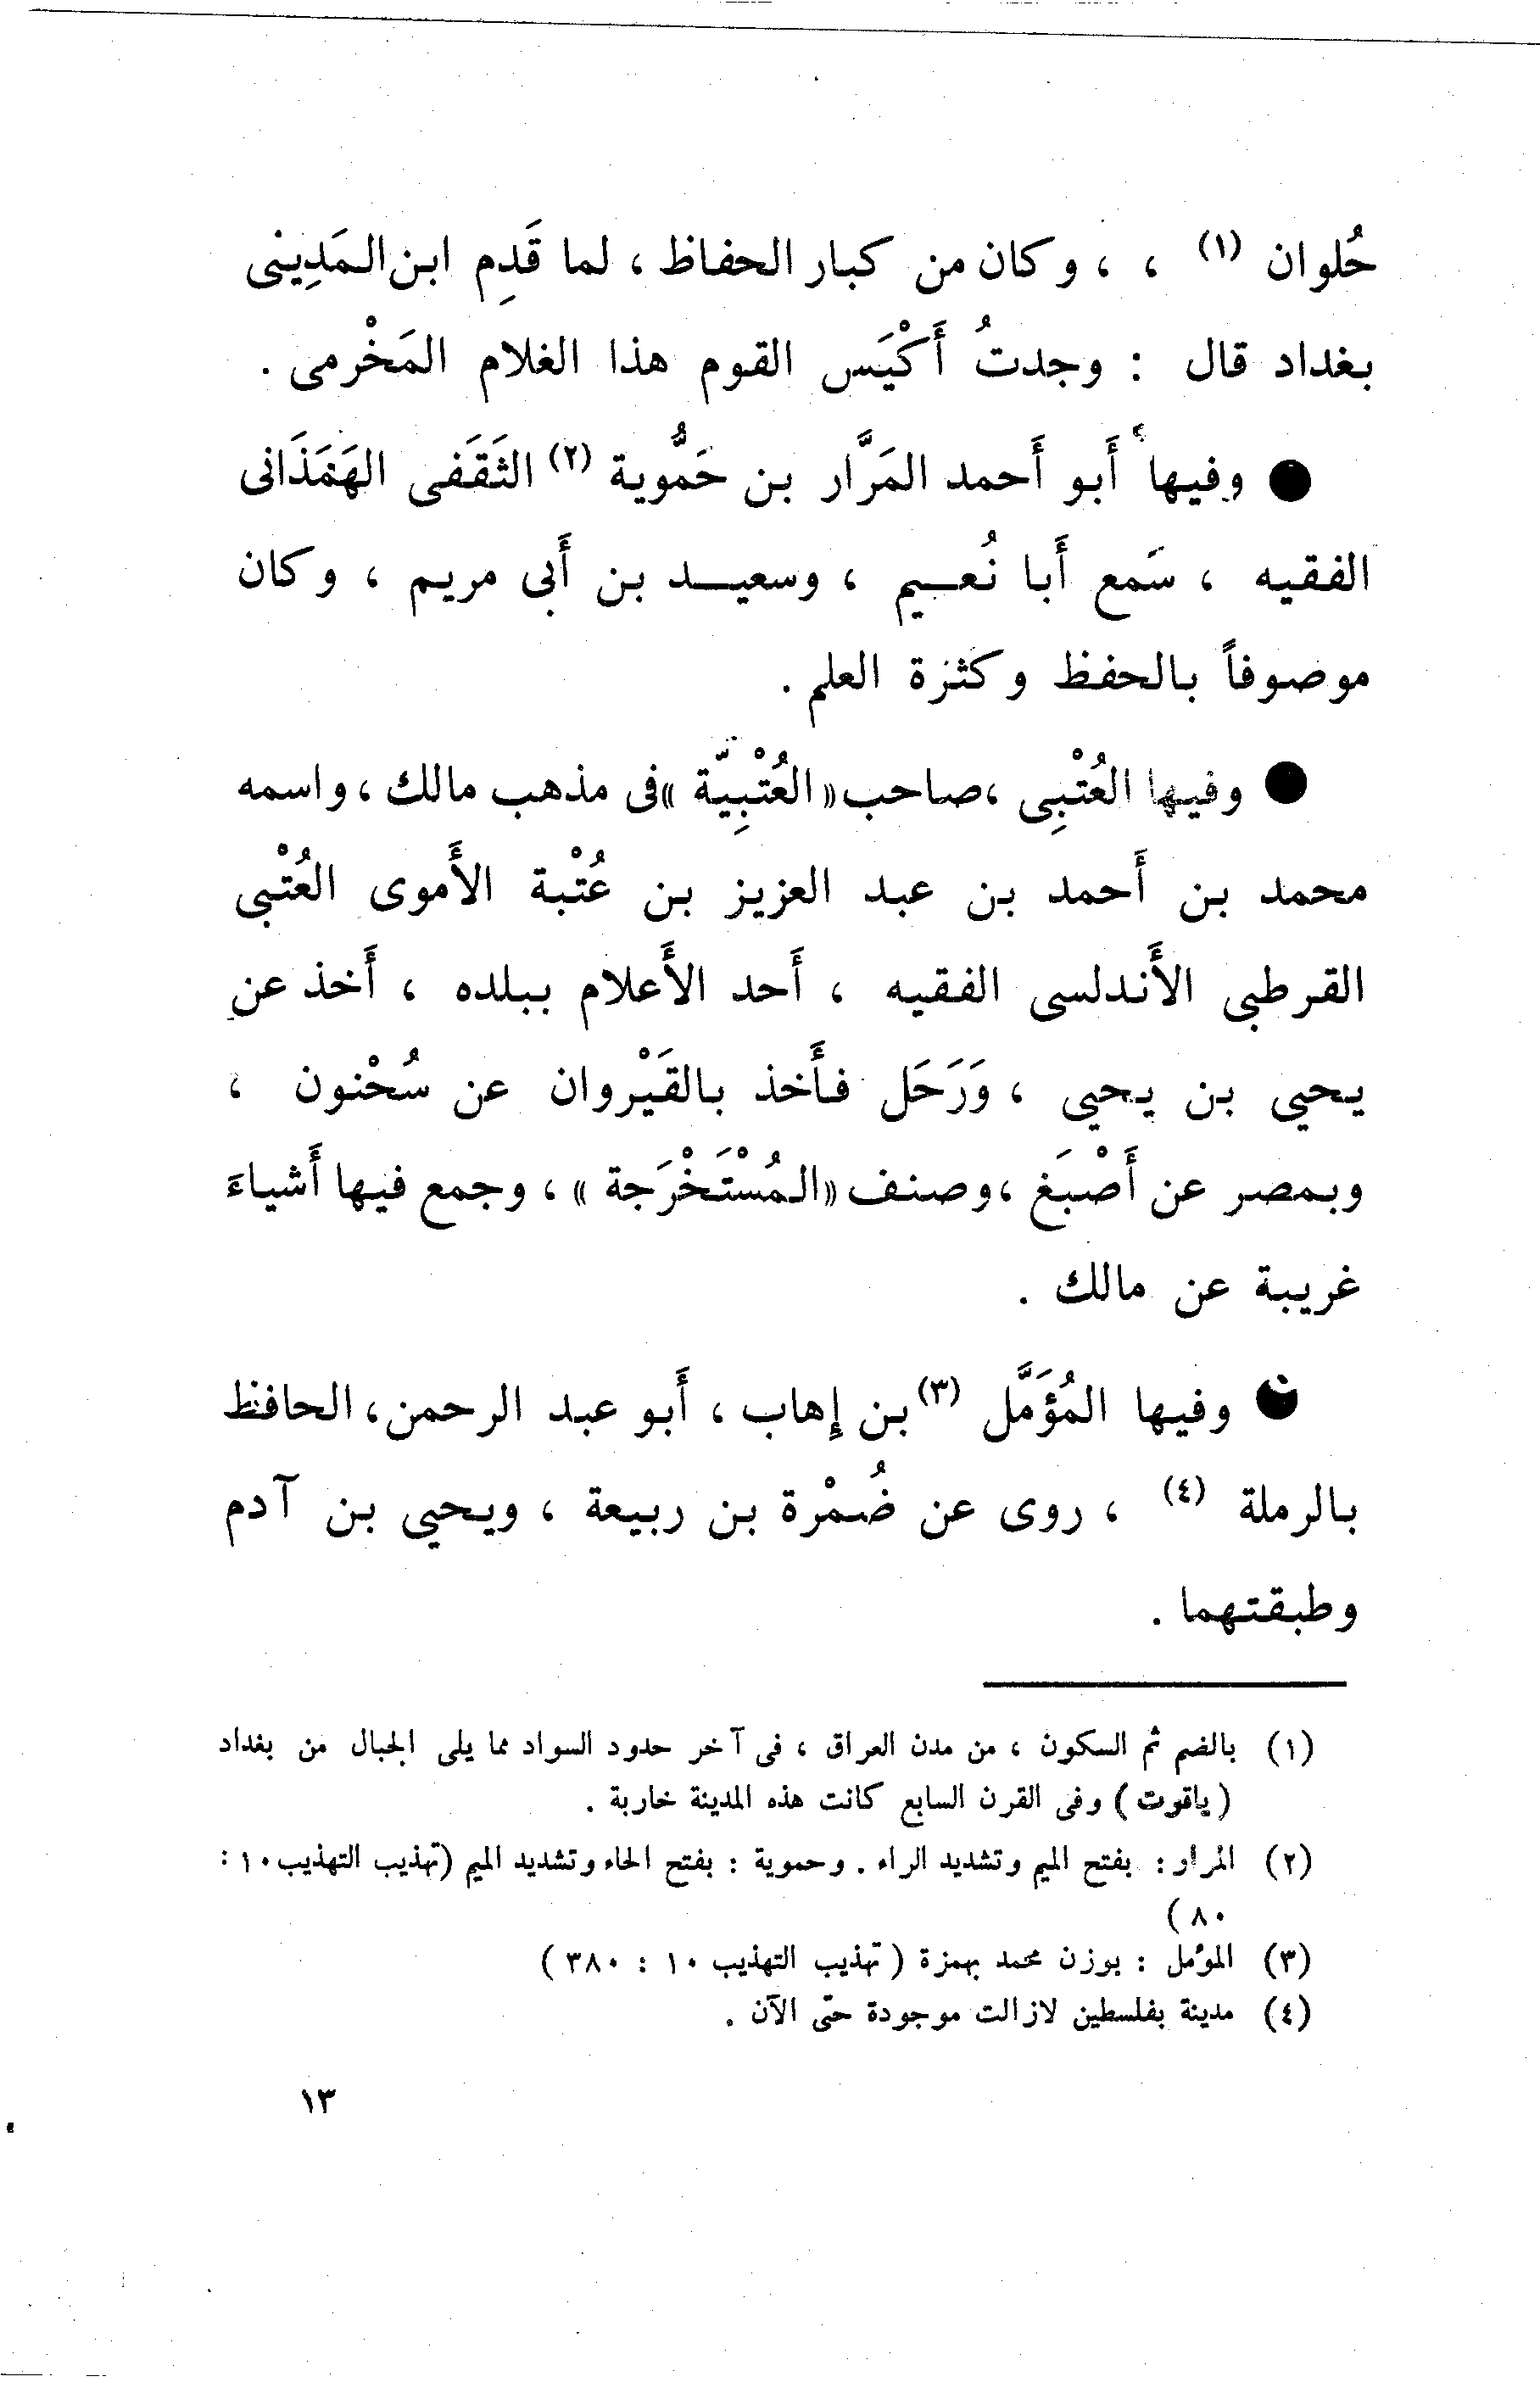 حُلوان (١) ، ، وكان من كبار الحفاظ ، لما قَدِم ابن المَدِينى
بغداد قال : وجدتُ أَكْيَس القوم هذا الغلام المَخْرمى .
● وفيها أَبو أَحمد المَرَّار بن حَمُّوية (٢) الثَقَفى الهَمَذَانى
الفقيه ، سَمع أَبا نُعــيم ، وسعيــد بن أَبى مريم ، وكان
موصوفاً بالحفظ وكثرة العلم .
● وفيها العُتْبِى ،صاحب«العُتْبِيّة »فى مذهب مالك ، واسمه
محمد بن أَحمد بن عبد العزيز بن عُتْبة الأَموى العُتْبى
القرطبى الأَندلسى الفقيه ، أَحد الأَعلام ببلده ، أَخذ عن
يحيى بن يحيى ، وَرَحَل فأَخذ بالقَيْروان عن سُحْنون ،
وبمصر عن أَصْبَغ ،وصنف«المُسْتَخْرَجة » ، وجمع فيها أَشياءَ
غريبة عن مالك .
● وفيها المُؤَمَّل (٣) بن إِهاب ، أَبو عبد الرحمن، الحافظ
بالرملة (٤) ، روى عن ضُمْرة بن ربيعة ، ويحيى بن آدم
وطبقتهما .
(١) بالضم ثم السكون ، من مدن العراق ، فى آخر حدود السواد مما يلى الجبال من بغداد
(ياقوت) وفى القرن السابع كانت هذه المدينة خاربة .
(٢) المرار : بفتح الميم وتشديد الراء . وحموية : بفتح الحاء وتشديد الميم (تهذيب التهذيب ١٠ :
٨٠ )
(٣) المؤمل : بوزن محمد بهمزة ( تهذيب التهذيب ١٠ : ٣٨٠ )
(٤) مدينة بفلسطين لازالت موجودة حتى الآن .
١٣